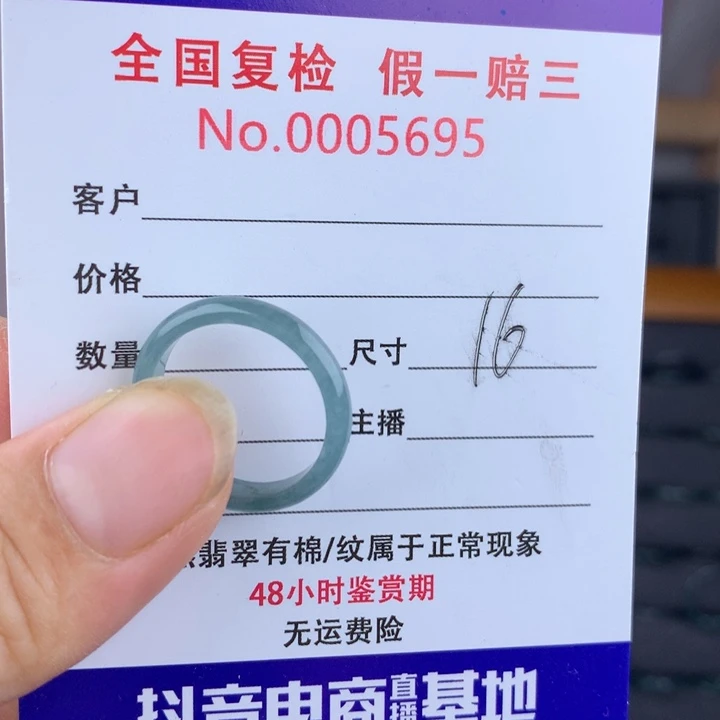 全国复检 假一赔三
No.0005695
客户
价格
数量 尺寸 16
主播
翡翠有棉/纹属于正常现象
48小时鉴赏期
无运费险
抖音电商直播基地